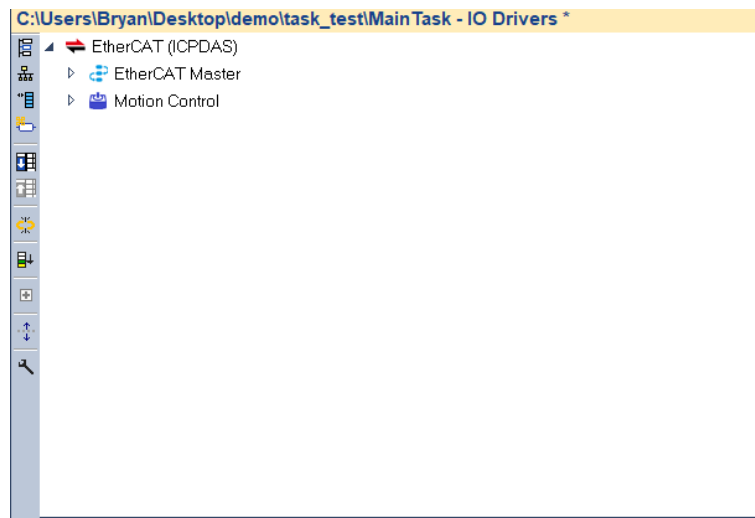 C:\Users\Bryan\Desktop\demo\task_test\MainTask - IO Drivers *
EtherCAT (ICPDAS)
EtherCAT Master
Motion Control